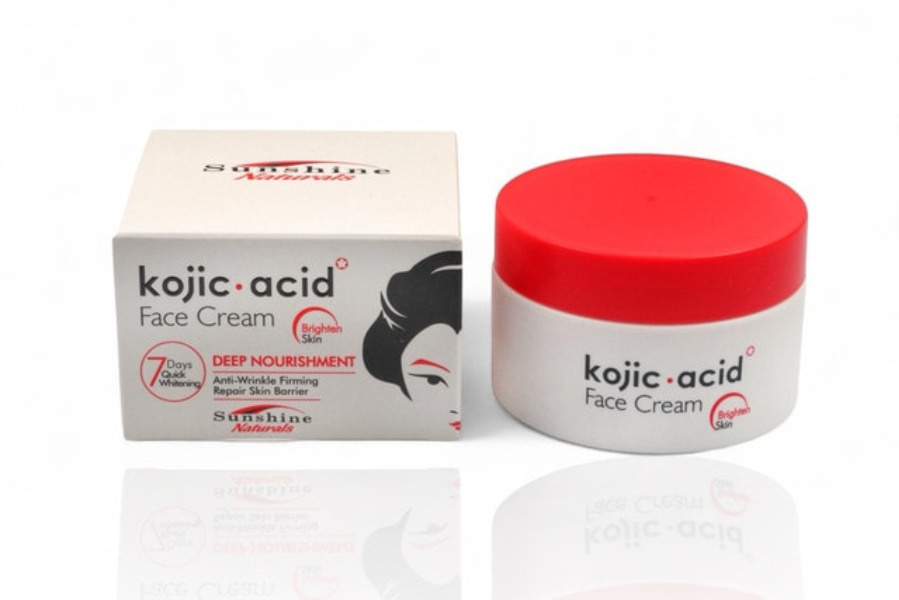 Sunshine
Naturals
kojic•acid
Face Cream
Brighten
Skin
7 Days
Quick
Whitening
DEEP NOURISHMENT
Anti-Wrinkle Firming
Repair Skin Barrier
Sunshine
Naturals
kojic•acid
Face Cream
Brighten
Skin